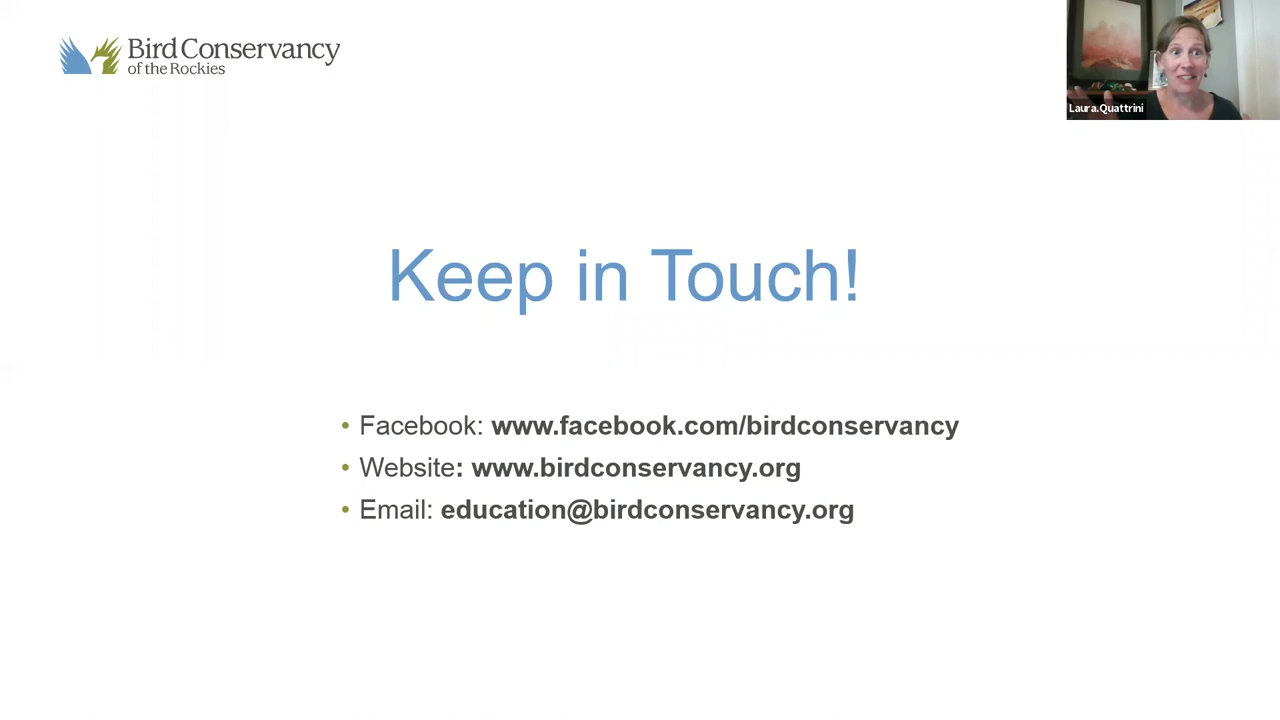 Bird Conservancy
of the Rockies
Laura.Quattrini
Keep in Touch!
• Facebook: www.facebook.com/birdconservancy
• Website: www.birdconservancy.org
• Email: education@birdconservancy.org